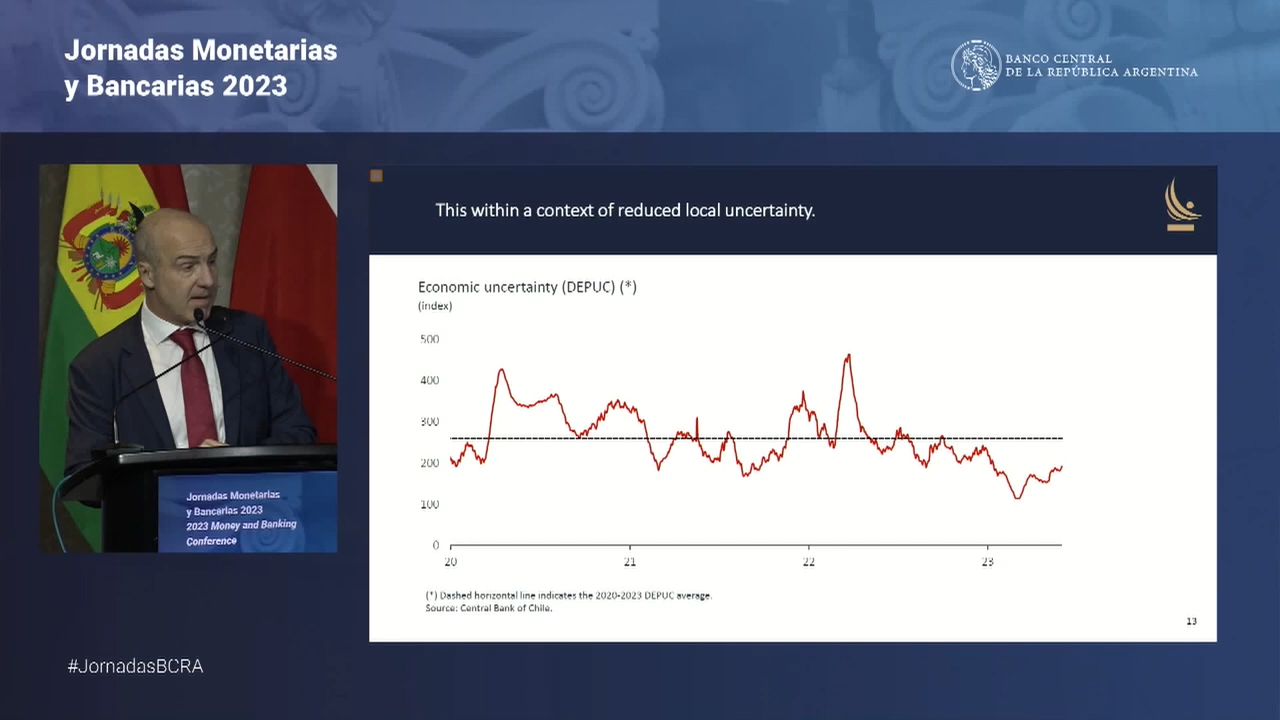 Jornadas Monetarias
y Bancarias 2023
BANCO CENTRAL
DE LA REPÚBLICA ARGENTINA
This within a context of reduced local uncertainty.
Economic uncertainty (DEPUC) (*)
(index)
500
400
300
200
100
0
20
21
22
23
(*) Dashed horizontal line indicates the 2020-2023 DEPUC average.
Source: Central Bank of Chile.
13
Jornadas Monetarias
y Bancarias 2023
2023 Money and Banking
Conference
#JornadasBCRA